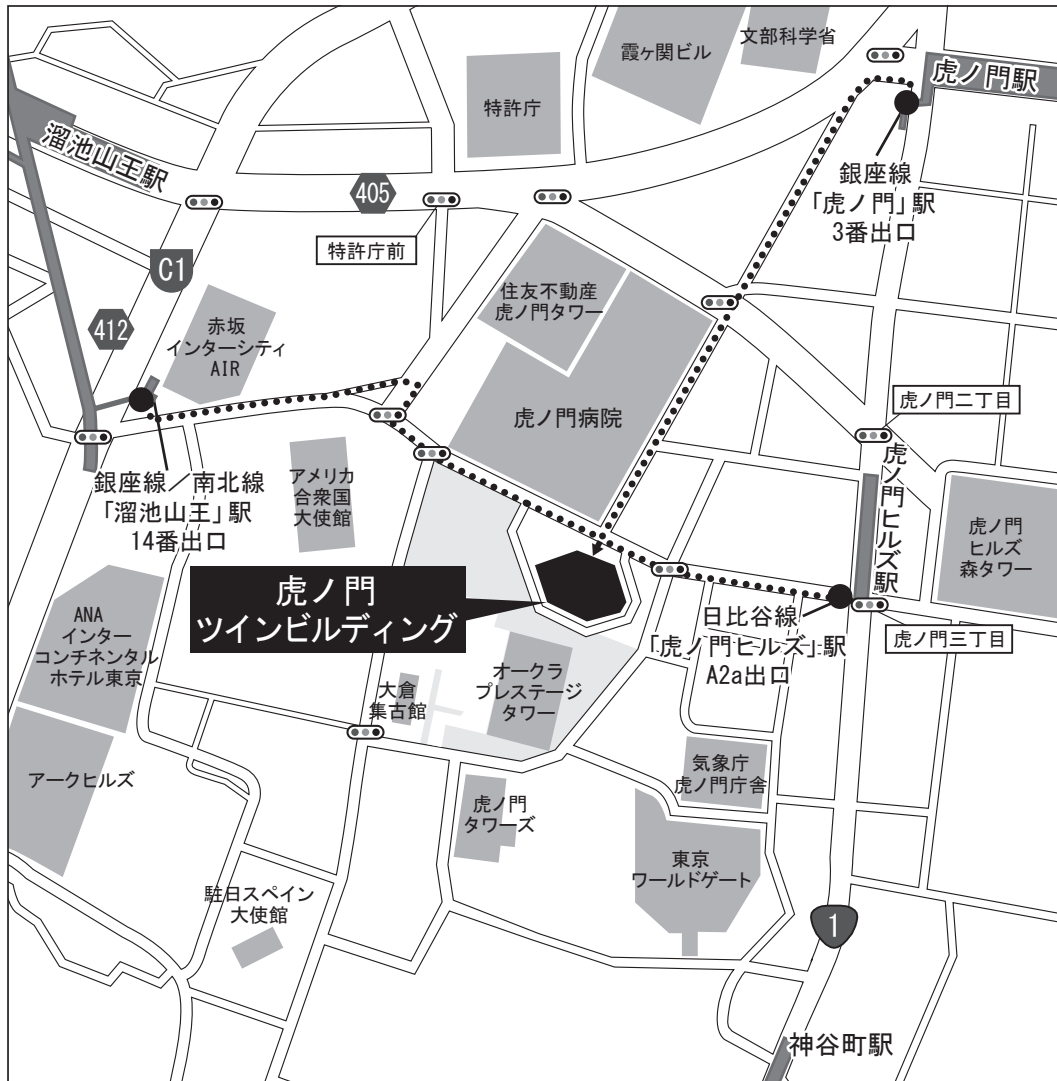 文部科学省
霞ヶ関ビル
虎ノ門駅
特許庁
溜池山王駅
405
銀座線
「虎ノ門」駅
3番出口
特許庁前
C1
住友不動産
虎ノ門タワー
412
赤坂
インターシティ
AIR
虎ノ門二丁目
虎ノ門病院
虎ノ門ヒルズ駅
アメリカ
合衆国
大使館
銀座線／南北線
「溜池山王」駅
14番出口
虎ノ門
ヒルズ
森タワー
虎ノ門
ツインビルディング
日比谷線
「虎ノ門ヒルズ」駅
A2a出口
虎ノ門三丁目
ANA
インター
コンチネンタル
ホテル東京
大倉
集古館
オークラ
プレステージ
タワー
気象庁
虎ノ門庁舎
アークヒルズ
虎ノ門
タワーズ
東京
ワールドゲート
駐日スペイン
大使館
1
神谷町駅